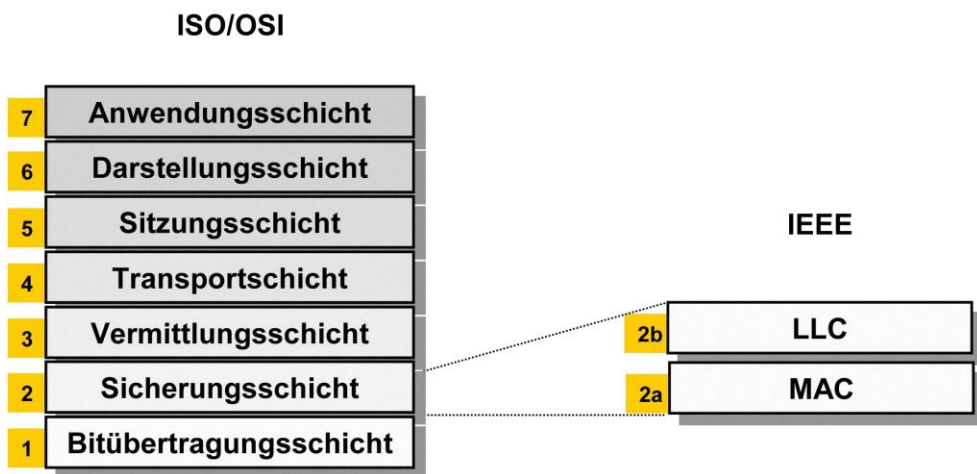 ISO/OSI
7 Anwendungsschicht
6 Darstellungsschicht
5 Sitzungsschicht
4 Transportschicht
3 Vermittlungsschicht
2 Sicherungsschicht
1 Bitübertragungsschicht
IEEE
2b LLC
2a MAC